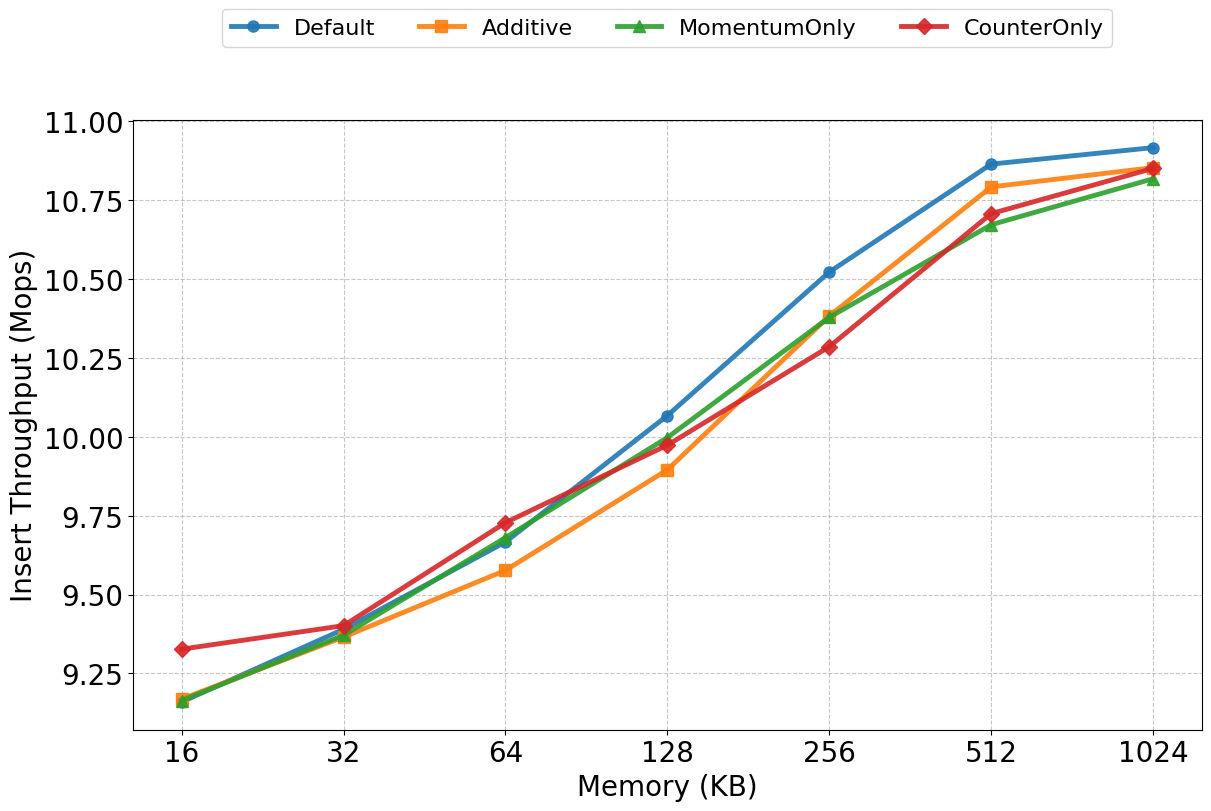 Default Additive MomentumOnly CounterOnly
11.00
10.75
10.50
10.25
10.00
9.75
9.50
9.25
Insert Throughput (Mops)
16 32 64 128 256 512 1024
Memory (KB)